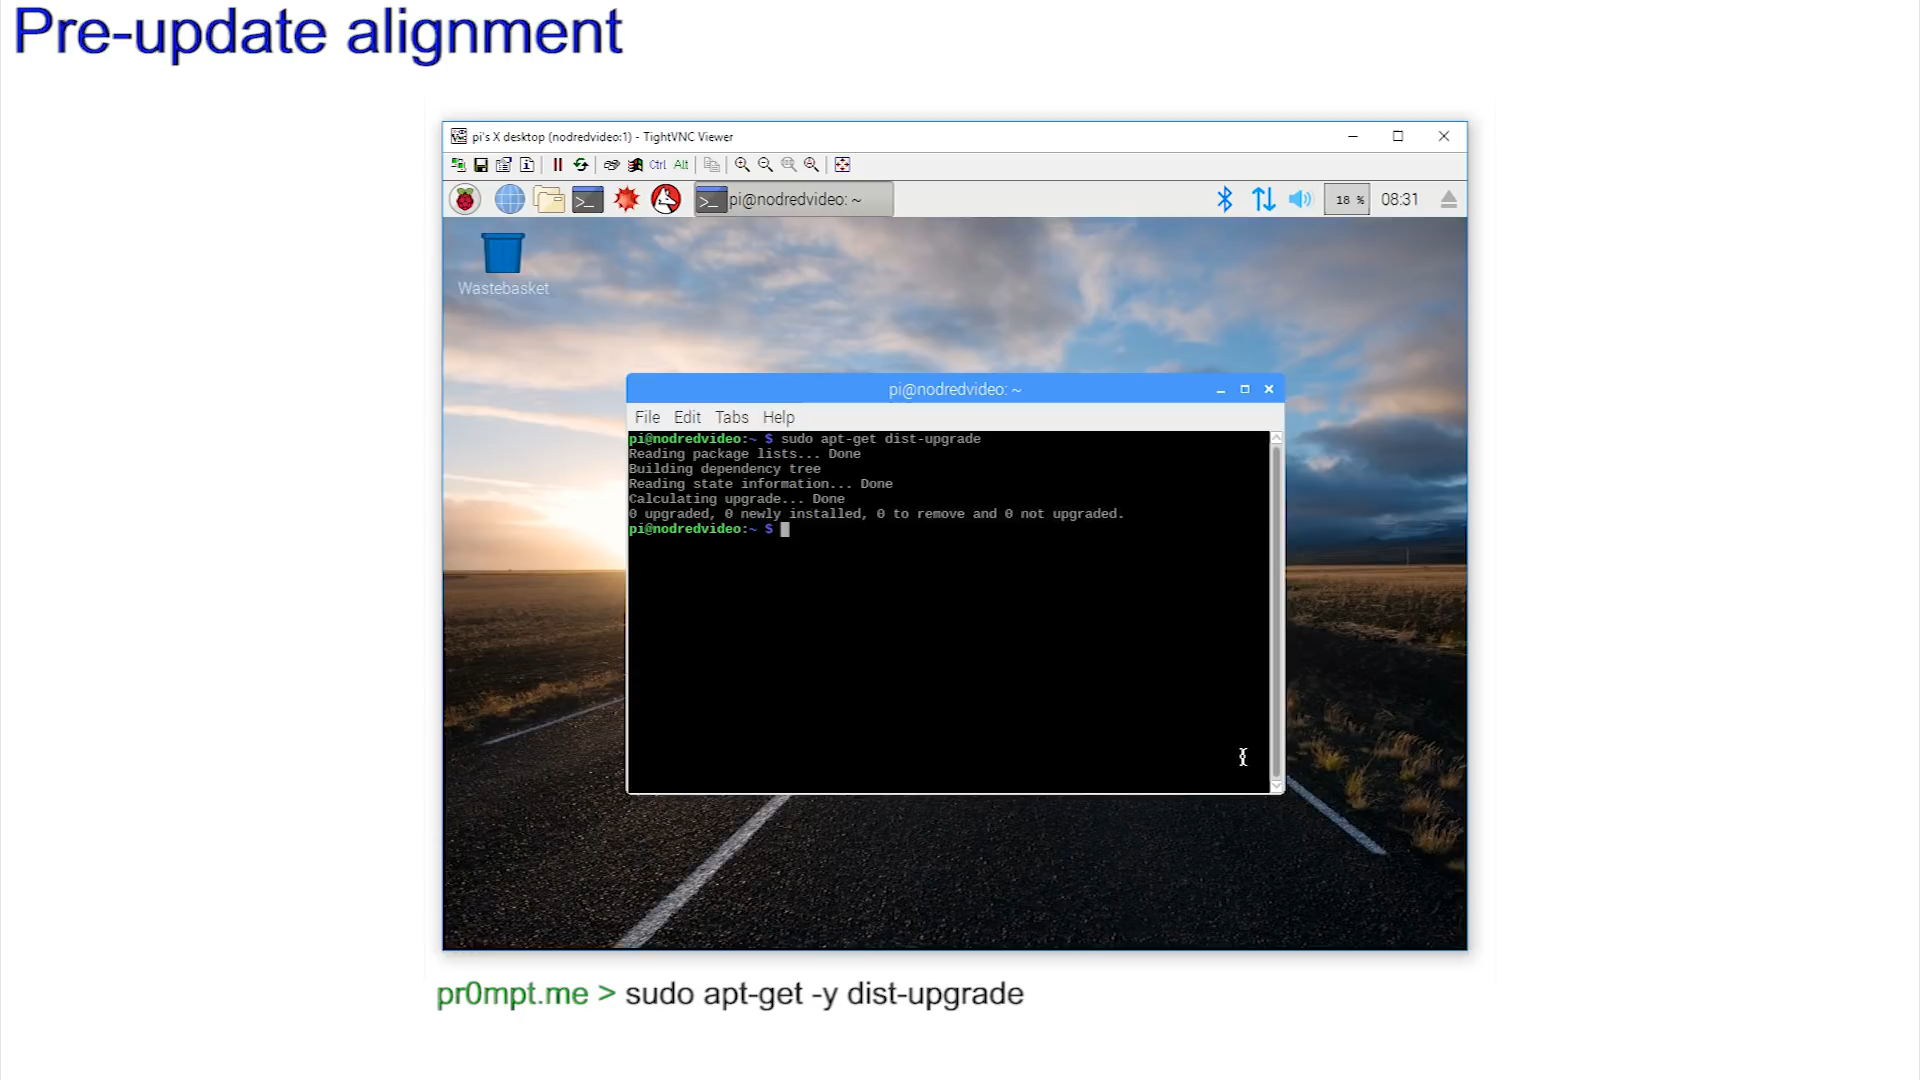 Pre-update alignment
pi's X desktop (nodredvideo:1) - TightVNC Viewer
Ctrl Alt
pi@nodredvideo: ~
18 %
08:31
Wastebasket
pi@nodredvideo: ~
File Edit Tabs Help
pi@nodredvideo:~ $ sudo apt-get dist-upgrade
Reading package lists... Done
Building dependency tree
Reading state information... Done
Calculating upgrade... Done
0 upgraded, 0 newly installed, 0 to remove and 0 not upgraded.
pi@nodredvideo:~ $
pr0mpt.me > sudo apt-get -y dist-upgrade